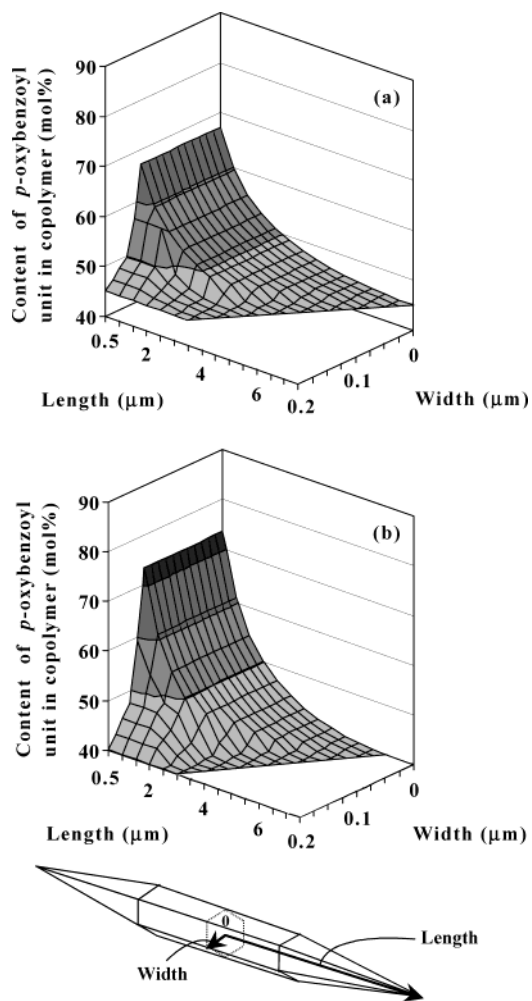 (a)
Content of p-oxybenzoyl
unit in copolymer (mol%)
90
80
70
60
50
40
0.5
2
4
6
0.2
0.1
0
Length (μm)
Width (μm)
(b)
Content of p-oxybenzoyl
unit in copolymer (mol%)
90
80
70
60
50
40
0.5
2
4
6
0.2
0.1
0
Length (μm)
Width (μm)
0
Length
Width